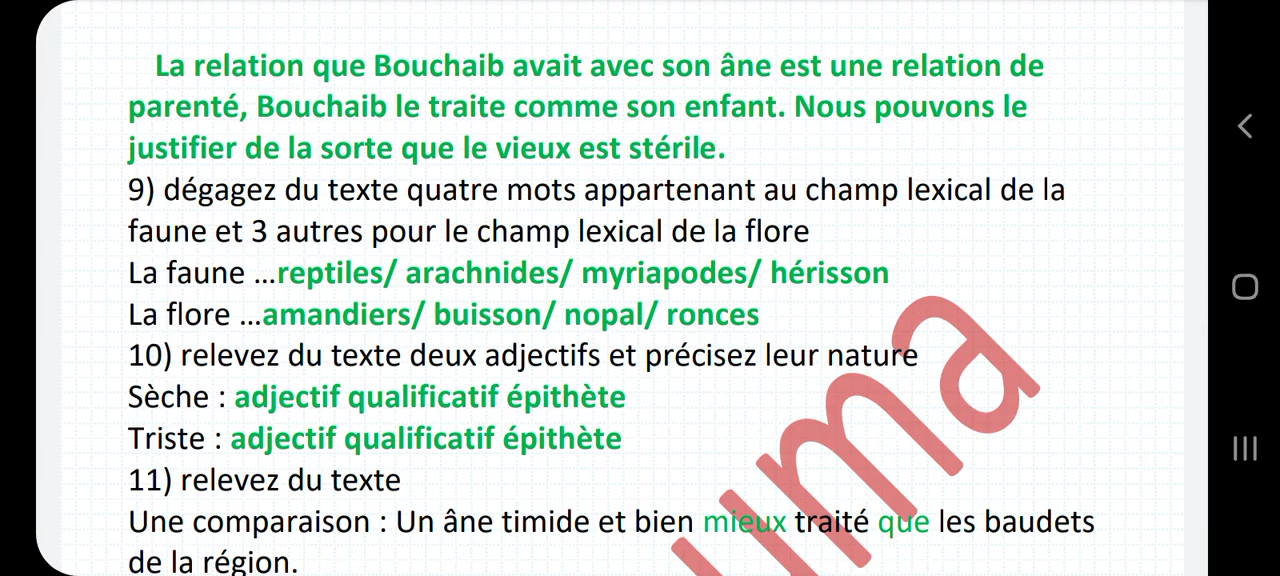 La relation que Bouchaib avait avec son âne est une relation de
parenté, Bouchaib le traite comme son enfant. Nous pouvons le
justifier de la sorte que le vieux est stérile.
9) dégagez du texte quatre mots appartenant au champ lexical de la
faune et 3 autres pour le champ lexical de la flore
La faune …reptiles/ arachnides/ myriapodes/ hérisson
La flore …amandiers/ buisson/ nopal/ ronces
10) relevez du texte deux adjectifs et précisez leur nature
Sèche : adjectif qualificatif épithète
Triste : adjectif qualificatif épithète
11) relevez du texte
Une comparaison : Un âne timide et bien mieux traité que les baudets
de la région.